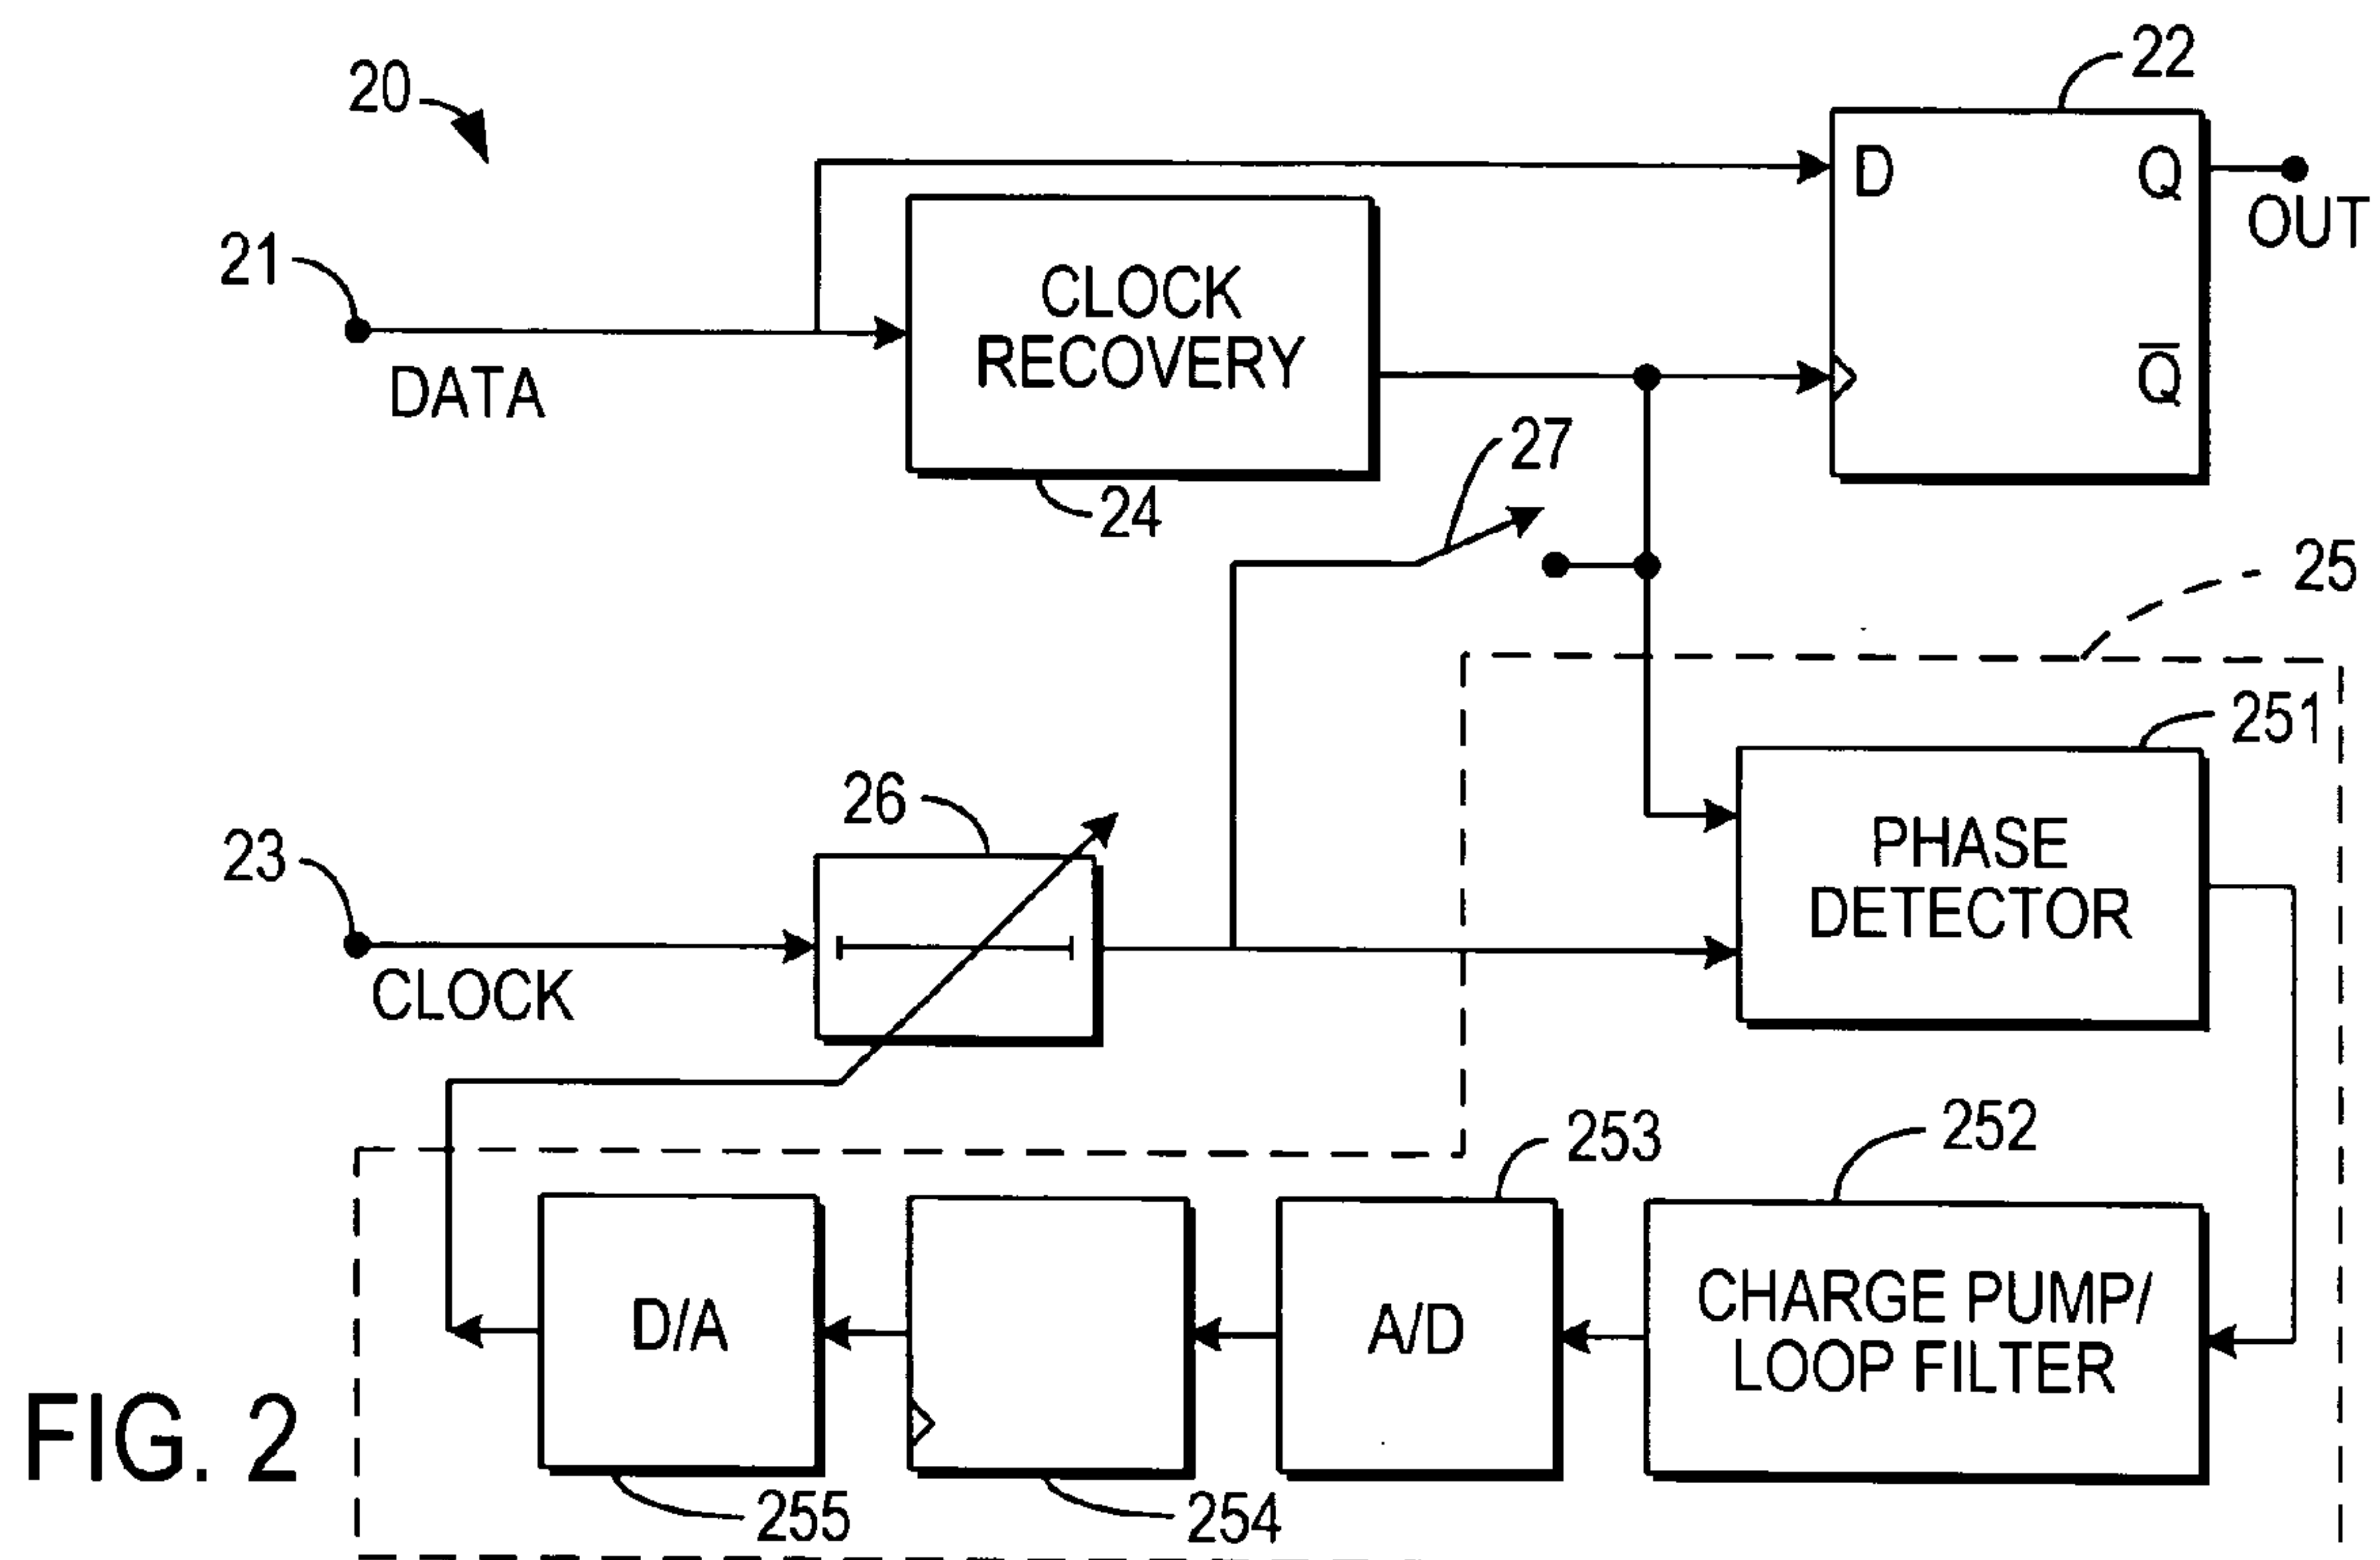 20
22
D
Q
OUT
21
DATA
CLOCK
RECOVERY
Q̅
24
27
25
251
26
23
CLOCK
PHASE
DETECTOR
253
252
D/A
A/D
CHARGE PUMP/
LOOP FILTER
255
254
FIG. 2